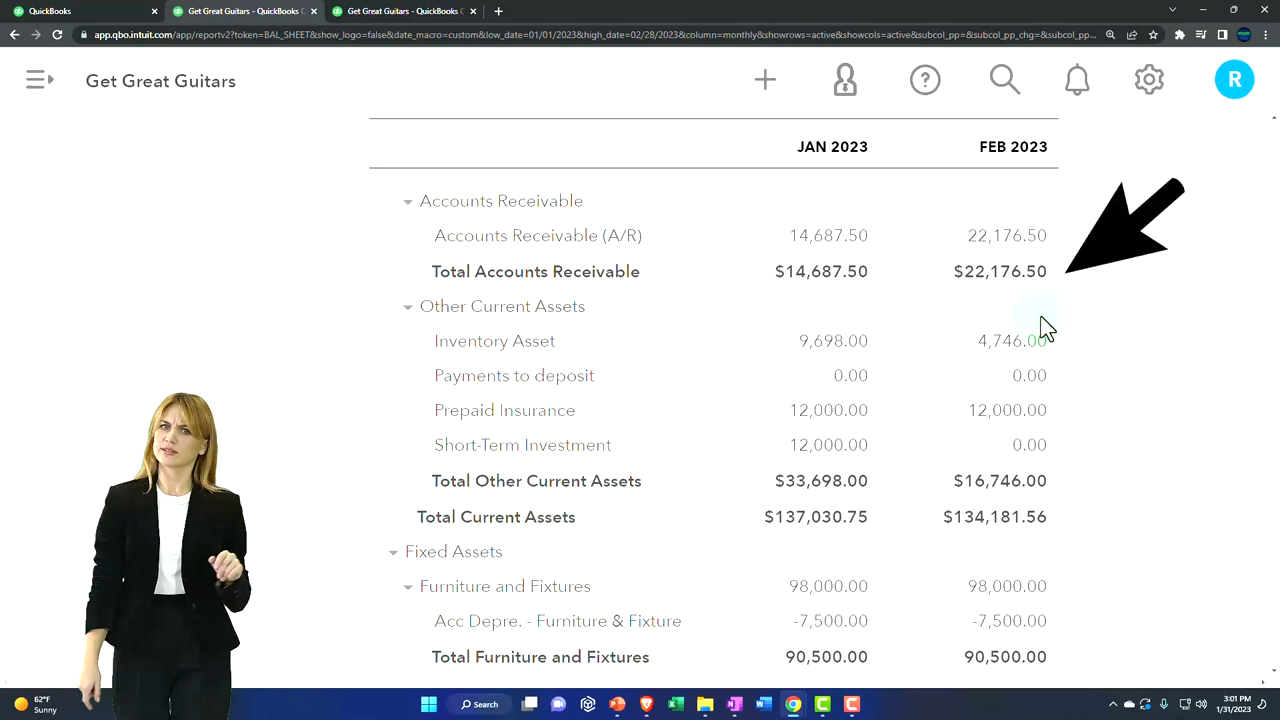 QuickBooks
Get Great Guitars - QuickBooks
Get Great Guitars - QuickBooks
app.qbo.intuit.com/app/reportv2?token=BAL_SHEET&show_logo=false&date_macro=custom&low_date=01/01/2023&high_date=02/28/2023&column=monthly&showrows=active&showcols=active&subcol_pp=&subcol_pp_chg=&subcol_pp...
Get Great Guitars
R
JAN 2023 FEB 2023
Accounts Receivable
Accounts Receivable (A/R) 14,687.50 22,176.50
Total Accounts Receivable $14,687.50 $22,176.50
Other Current Assets
Inventory Asset 9,698.00 4,746.00
Payments to deposit 0.00 0.00
Prepaid Insurance 12,000.00 12,000.00
Short-Term Investment 12,000.00 0.00
Total Other Current Assets $33,698.00 $16,746.00
Total Current Assets $137,030.75 $134,181.56
Fixed Assets
Furniture and Fixtures 98,000.00 98,000.00
Acc Depre. - Furniture & Fixture -7,500.00 -7,500.00
Total Furniture and Fixtures 90,500.00 90,500.00
62°F
Sunny
Search
3:01 PM
1/31/2023